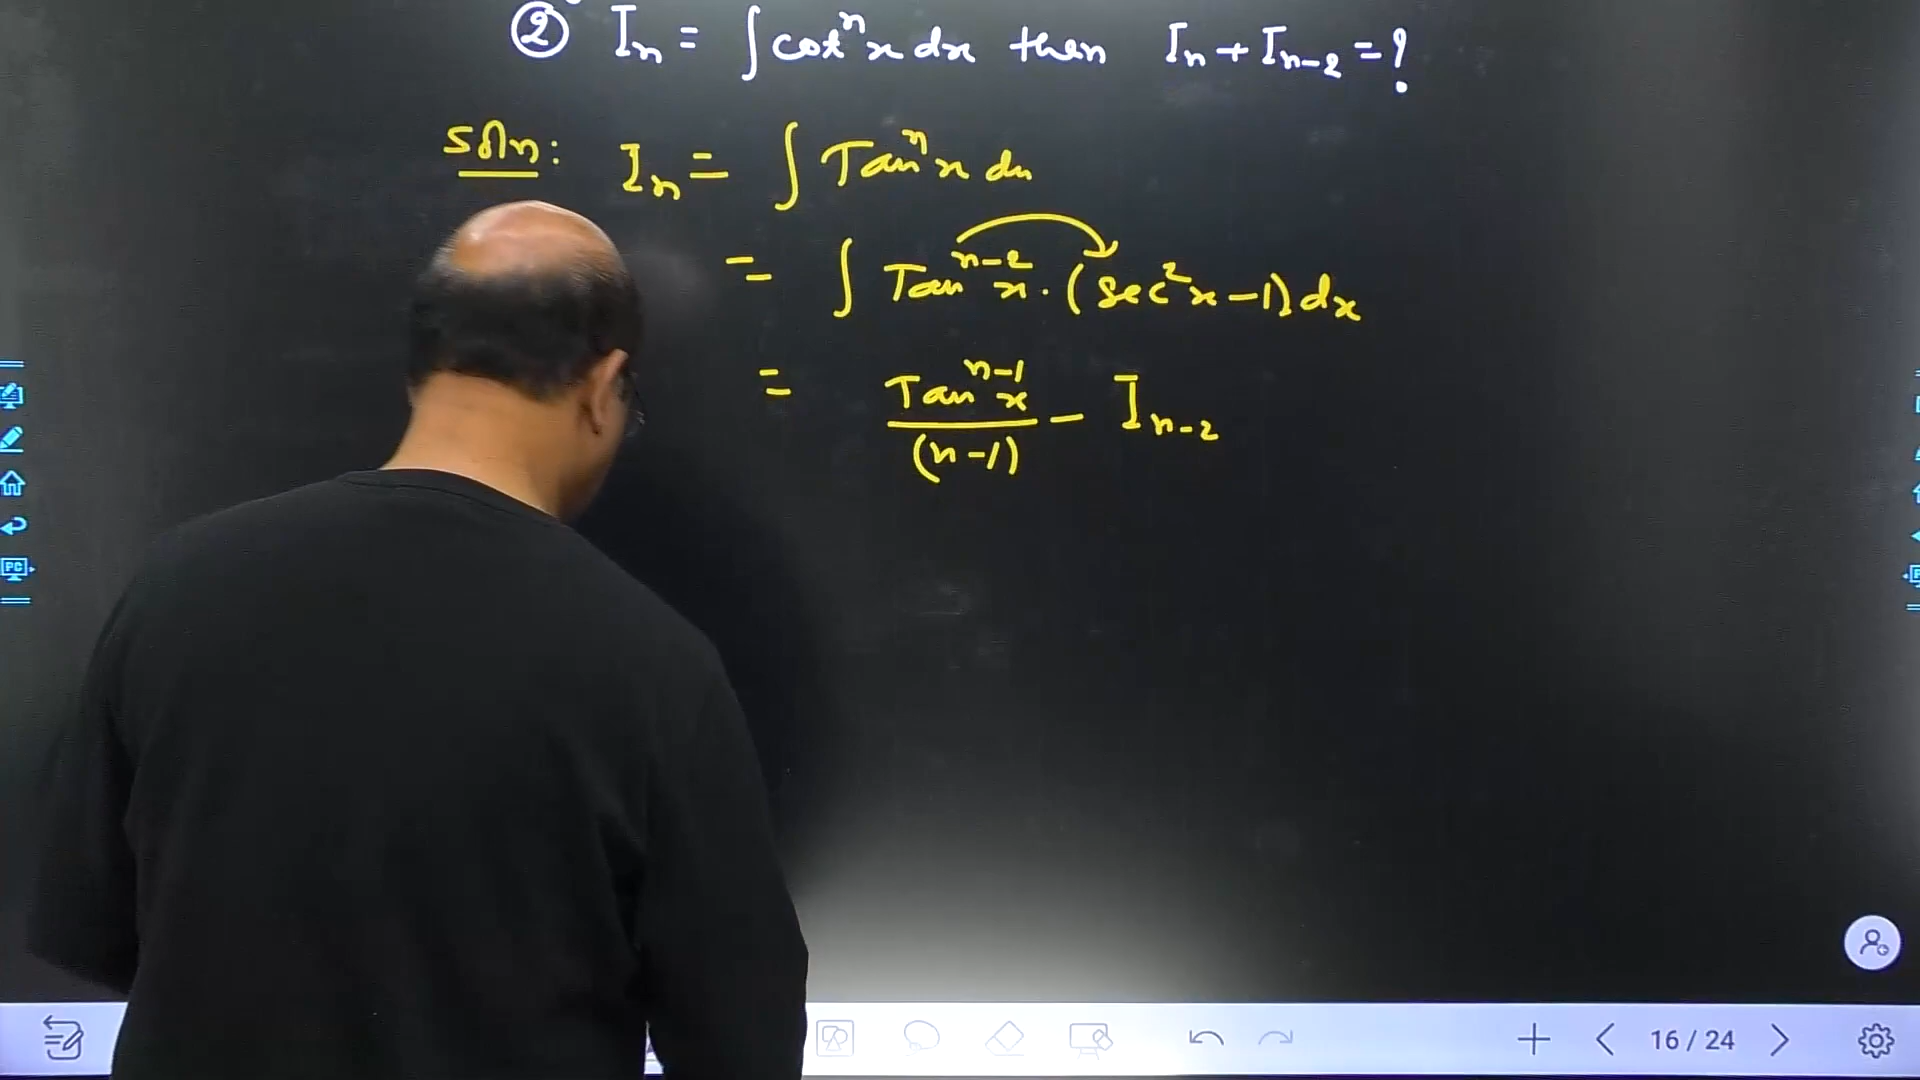 ② Iₙ = ∫ cotⁿx dx then Iₙ + Iₙ₋₂ = ?
Soln: Iₙ = ∫ Tanⁿx dx
= ∫ Tanⁿ⁻²x . (sec²x − 1) dx
= Tanⁿ⁻¹x / (n−1) − Iₙ₋₂
PC
16 / 24